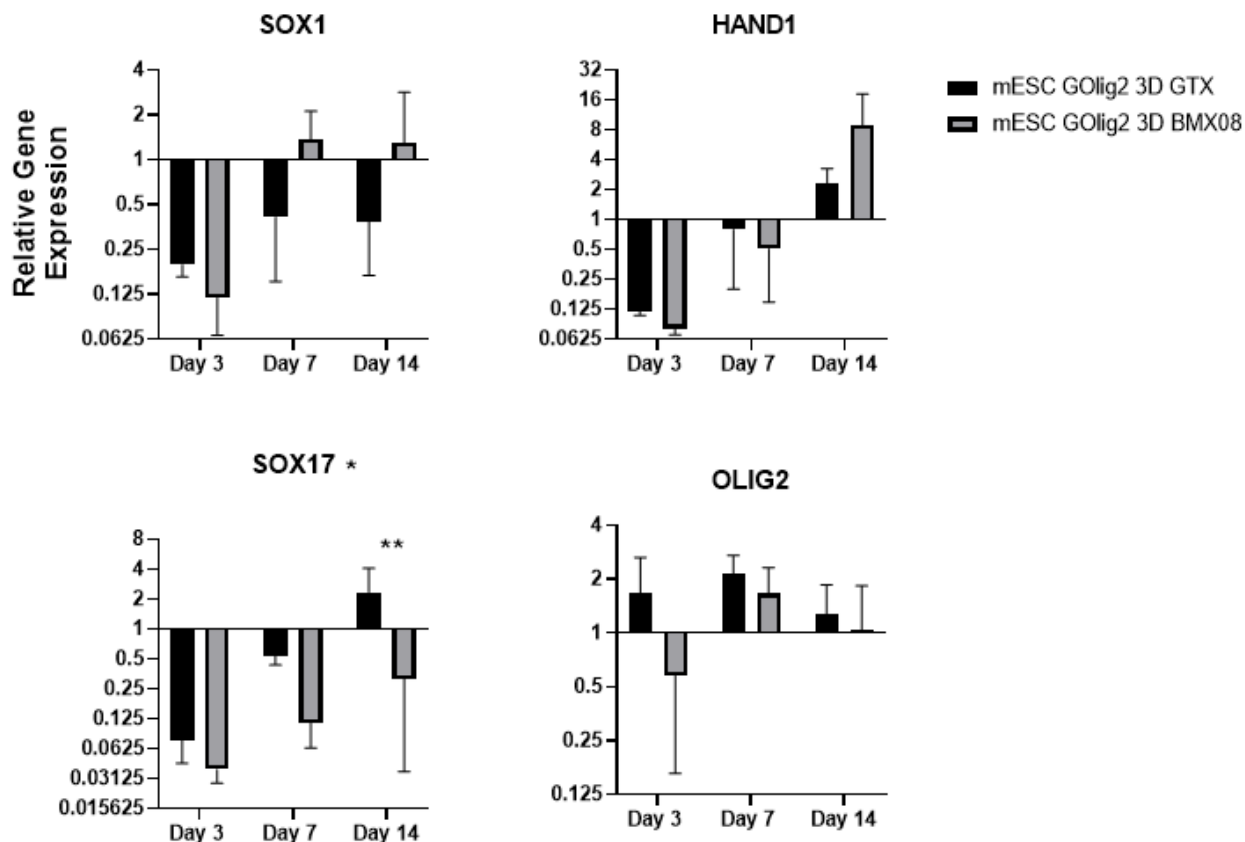 SOX1
HAND1
Relative Gene
Expression
4
2
1
0.5
0.25
0.125
0.0625
Day 3 Day 7 Day 14
32
16
8
4
2
1
0.5
0.25
0.125
0.0625
Day 3 Day 7 Day 14
mESC GOlig2 3D GTX
mESC GOlig2 3D BMX08
SOX17 *
OLIG2
8
4
2
1
0.5
0.25
0.125
0.0625
0.03125
0.015625
**
Day 3 Day 7 Day 14
4
2
1
0.5
0.25
0.125
Day 3 Day 7 Day 14